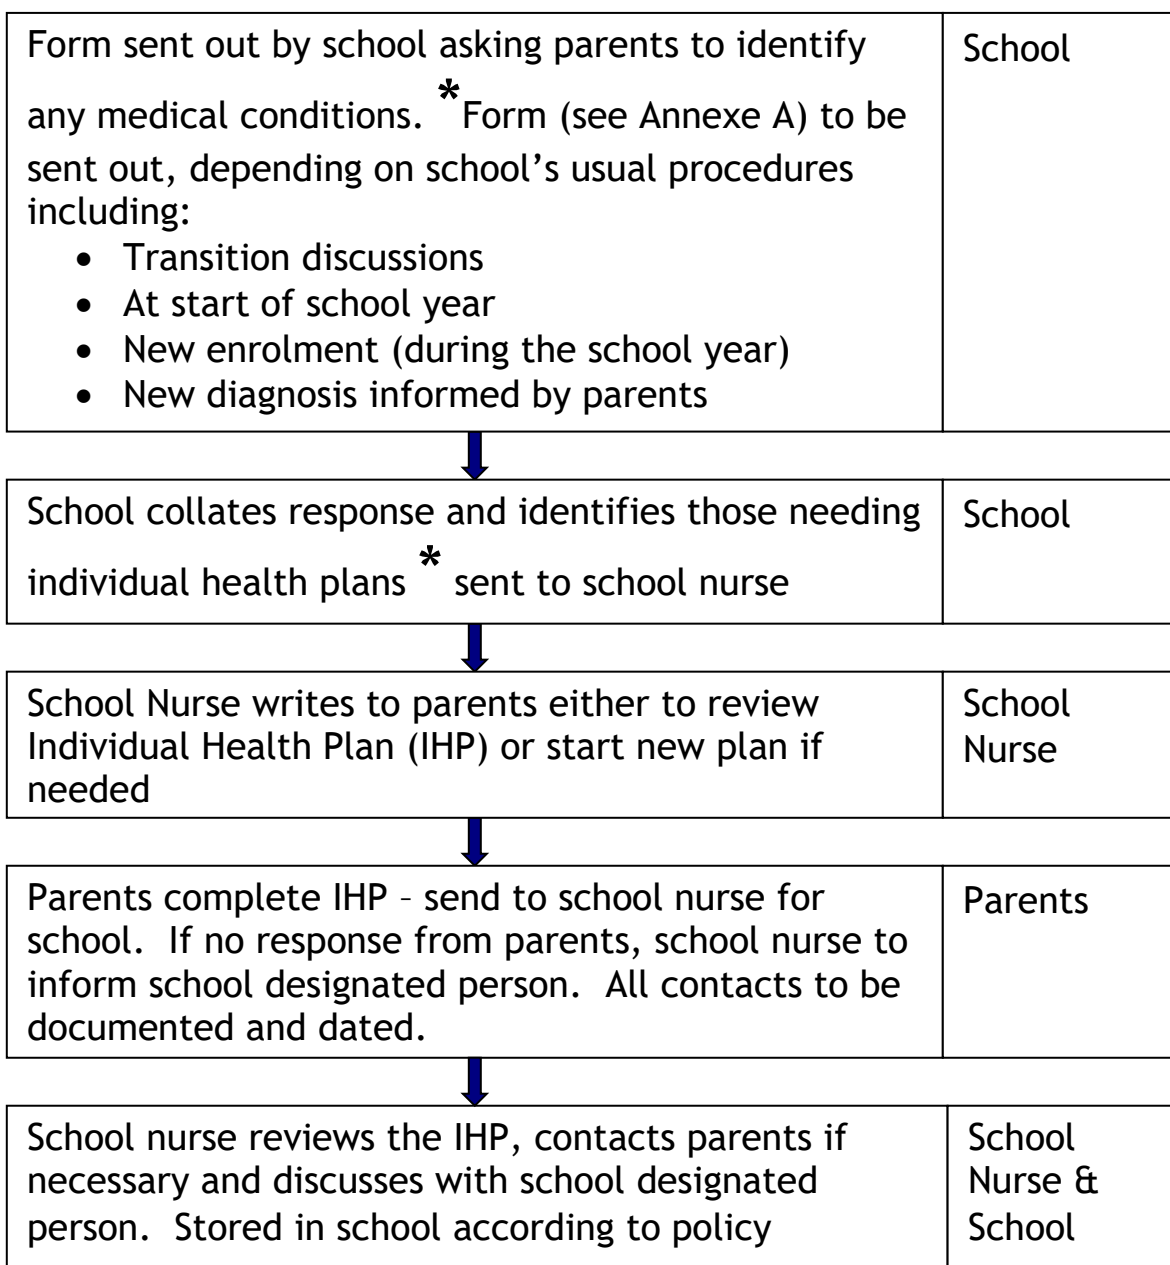 Form sent out by school asking parents to identify
any medical conditions. *Form (see Annexe A) to be
sent out, depending on school’s usual procedures
including:
• Transition discussions
• At start of school year
• New enrolment (during the school year)
• New diagnosis informed by parents
School
School collates response and identifies those needing
individual health plans * sent to school nurse
School
School Nurse writes to parents either to review
Individual Health Plan (IHP) or start new plan if
needed
School
Nurse
Parents complete IHP – send to school nurse for
school. If no response from parents, school nurse to
inform school designated person. All contacts to be
documented and dated.
Parents
School nurse reviews the IHP, contacts parents if
necessary and discusses with school designated
person. Stored in school according to policy
School
Nurse &
School